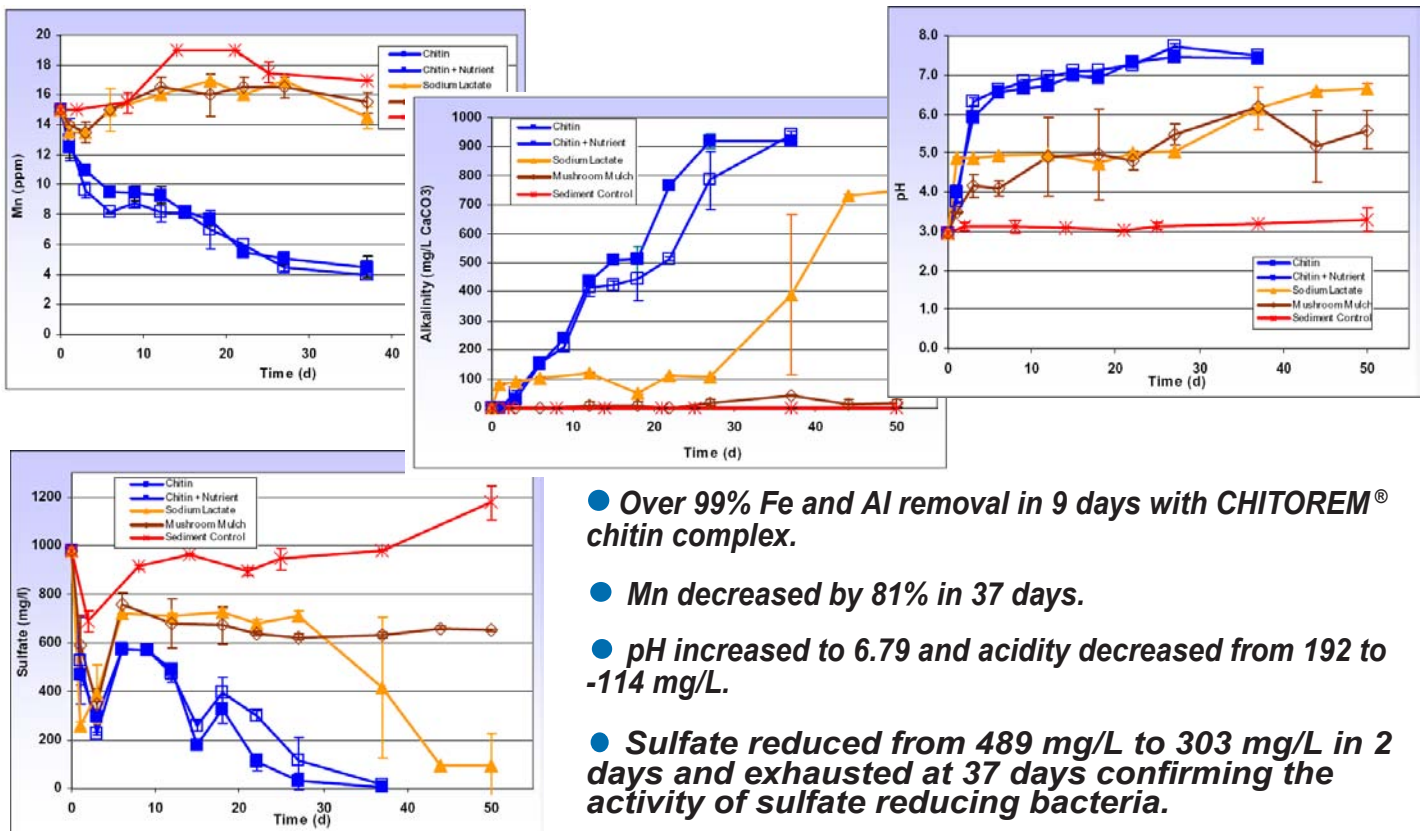 20
18
16
14
12
10
8
6
4
2
0
Mn (ppm)
0 10 20 30 40
Time (d)
Chitin
Chitin + Nutrient
Sodium Lactate
1000
900
800
700
600
500
400
300
200
100
0
Alkalinity (mg/L CaCO3)
0 10 20 30 40 50
Time (d)
Chitin
Chitin + Nutrient
Sodium Lactate
Mushroom Mulch
Sediment Control
8.0
7.0
6.0
5.0
4.0
3.0
2.0
1.0
0.0
pH
0 10 20 30 40 50
Time (d)
Chitin
Chitin + Nutrient
Sodium Lactate
Mushroom Mulch
Sediment Control
1200
1000
800
600
400
200
0
Sulfate (mg/l)
0 10 20 30 40 50
Time (d)
Chitin
Chitin + Nutrient
Sodium Lactate
Mushroom Mulch
Sediment Control
● Over 99% Fe and Al removal in 9 days with CHITOREM®
chitin complex.
● Mn decreased by 81% in 37 days.
● pH increased to 6.79 and acidity decreased from 192 to
-114 mg/L.
● Sulfate reduced from 489 mg/L to 303 mg/L in 2
days and exhausted at 37 days confirming the
activity of sulfate reducing bacteria.